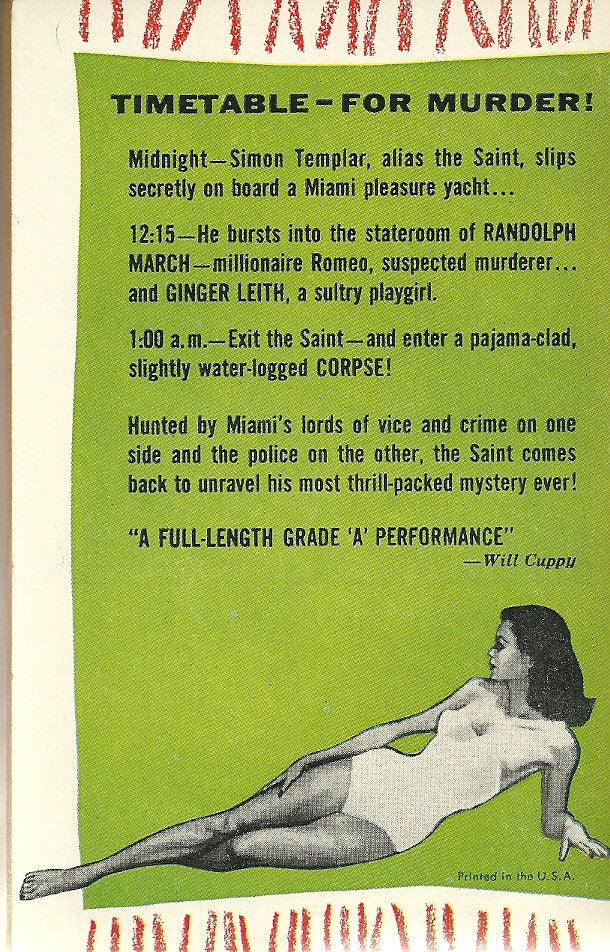 TIMETABLE–FOR MURDER!
Midnight—Simon Templar, alias the Saint, slips
secretly on board a Miami pleasure yacht...
12:15—He bursts into the stateroom of RANDOLPH
MARCH—millionaire Romeo, suspected murderer...
and GINGER LEITH, a sultry playgirl.
1:00 a.m.—Exit the Saint—and enter a pajama-clad,
slightly water-logged CORPSE!
Hunted by Miami's lords of vice and crime on one
side and the police on the other, the Saint comes
back to unravel his most thrill-packed mystery ever!
"A FULL-LENGTH GRADE 'A' PERFORMANCE"
—Will Cuppy
Printed in the U.S.A.